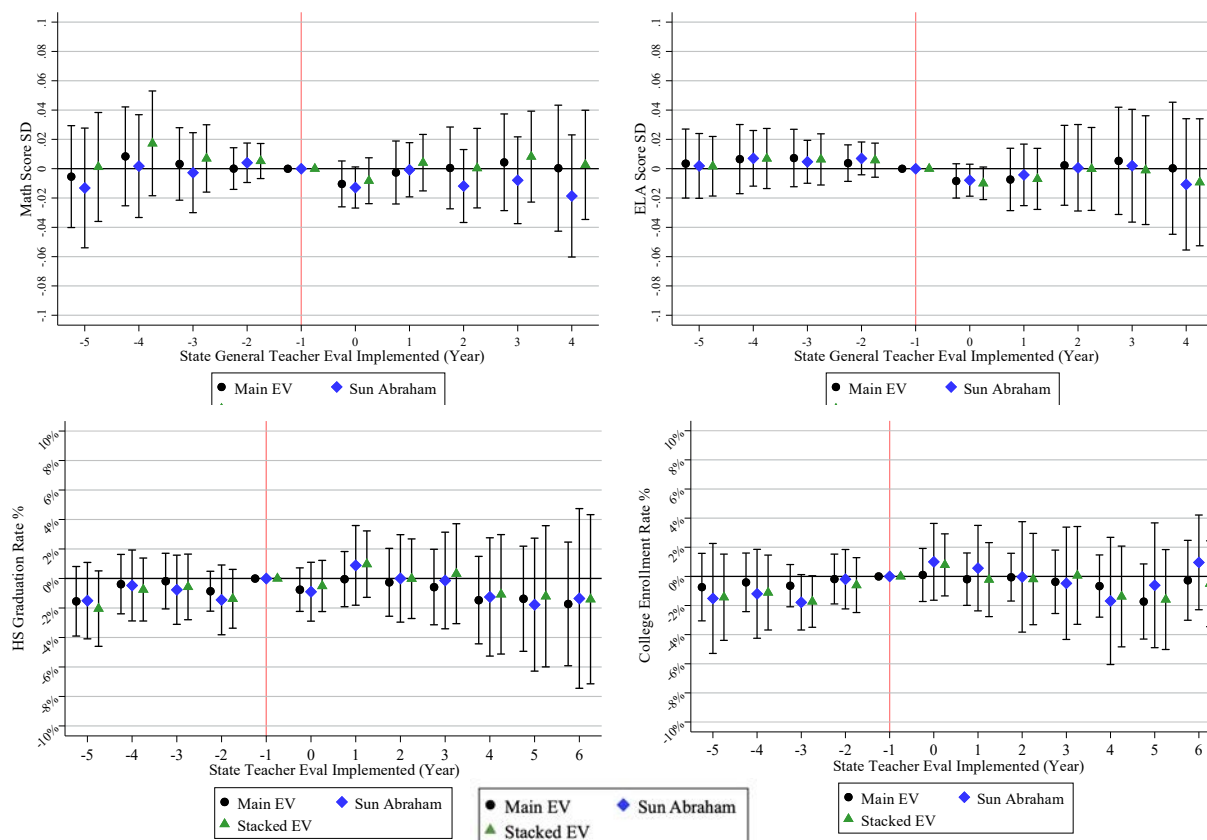 .1
.08
.06
.04
.02
0
-.02
-.04
-.06
-.08
-.1
Math Score SD
-5 -4 -3 -2 -1 0 1 2 3 4
State General Teacher Eval Implemented (Year)
Main EV Sun Abraham
.1
.08
.06
.04
.02
0
-.02
-.04
-.06
-.08
-.1
ELA Score SD
-5 -4 -3 -2 -1 0 1 2 3 4
State General Teacher Eval Implemented (Year)
Main EV Sun Abraham
10%
8%
6%
4%
2%
0%
-2%
-4%
-6%
-8%
-10%
HS Graduation Rate %
-5 -4 -3 -2 -1 0 1 2 3 4 5 6
State Teacher Eval Implemented (Year)
Main EV Sun Abraham
Stacked EV
10%
8%
6%
4%
2%
0%
-2%
-4%
-6%
-8%
-10%
College Enrollment Rate %
-5 -4 -3 -2 -1 0 1 2 3 4 5 6
State Teacher Eval Implemented (Year)
Main EV Sun Abraham
Stacked EV
Main EV Sun Abraham
Stacked EV